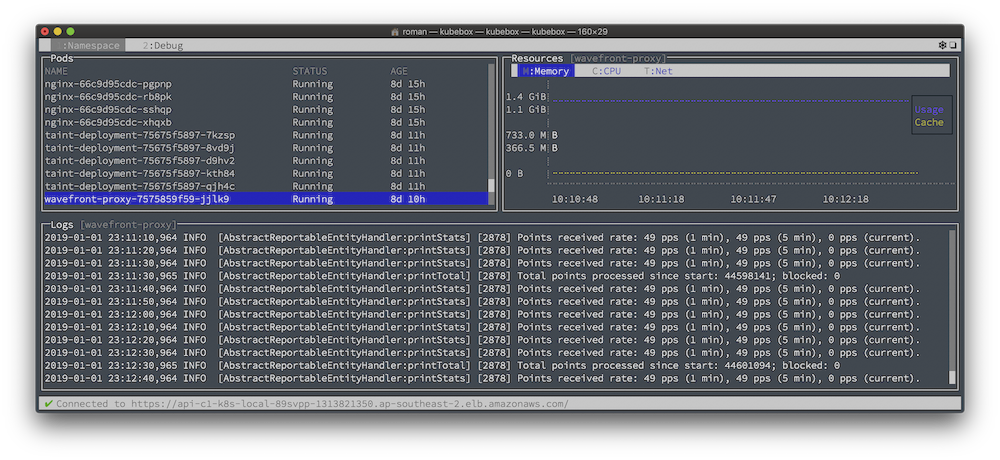 roman — kubebox — kubebox — kubebox — 160×29
:Namespace 2:Debug
Pods
NAME STATUS AGE
nginx-66c9d95cdc-pgpnp Running 8d 15h
nginx-66c9d95cdc-rb8pk Running 8d 15h
nginx-66c9d95cdc-sshqp Running 8d 15h
nginx-66c9d95cdc-xhqxb Running 8d 15h
taint-deployment-75675f5897-7kzsp Running 8d 11h
taint-deployment-75675f5897-8vd9j Running 8d 11h
taint-deployment-75675f5897-d9hv2 Running 8d 11h
taint-deployment-75675f5897-kth84 Running 8d 11h
taint-deployment-75675f5897-qjh4c Running 8d 11h
wavefront-proxy-7575859f59-jjlk9 Running 8d 10h
Resources [wavefront-proxy]
M:Memory C:CPU T:Net
1.4 GiB
1.1 GiB
733.0 MiB
366.5 MiB
0 B
Usage
Cache
10:10:48 10:11:18 10:11:47 10:12:18
Logs [wavefront-proxy]
2019-01-01 23:11:10,964 INFO [AbstractReportableEntityHandler:printStats] [2878] Points received rate: 49 pps (1 min), 49 pps (5 min), 0 pps (current).
2019-01-01 23:11:20,964 INFO [AbstractReportableEntityHandler:printStats] [2878] Points received rate: 49 pps (1 min), 49 pps (5 min), 0 pps (current).
2019-01-01 23:11:30,964 INFO [AbstractReportableEntityHandler:printStats] [2878] Points received rate: 49 pps (1 min), 49 pps (5 min), 0 pps (current).
2019-01-01 23:11:30,965 INFO [AbstractReportableEntityHandler:printTotal] [2878] Total points processed since start: 44598141; blocked: 0
2019-01-01 23:11:40,964 INFO [AbstractReportableEntityHandler:printStats] [2878] Points received rate: 49 pps (1 min), 49 pps (5 min), 0 pps (current).
2019-01-01 23:11:50,964 INFO [AbstractReportableEntityHandler:printStats] [2878] Points received rate: 49 pps (1 min), 49 pps (5 min), 0 pps (current).
2019-01-01 23:12:00,964 INFO [AbstractReportableEntityHandler:printStats] [2878] Points received rate: 49 pps (1 min), 49 pps (5 min), 0 pps (current).
2019-01-01 23:12:10,964 INFO [AbstractReportableEntityHandler:printStats] [2878] Points received rate: 49 pps (1 min), 49 pps (5 min), 0 pps (current).
2019-01-01 23:12:20,964 INFO [AbstractReportableEntityHandler:printStats] [2878] Points received rate: 49 pps (1 min), 49 pps (5 min), 0 pps (current).
2019-01-01 23:12:30,964 INFO [AbstractReportableEntityHandler:printStats] [2878] Points received rate: 49 pps (1 min), 49 pps (5 min), 0 pps (current).
2019-01-01 23:12:30,965 INFO [AbstractReportableEntityHandler:printTotal] [2878] Total points processed since start: 44601094; blocked: 0
2019-01-01 23:12:40,964 INFO [AbstractReportableEntityHandler:printStats] [2878] Points received rate: 49 pps (1 min), 49 pps (5 min), 0 pps (current).
✔ Connected to https://api-c1-k8s-local-89svpp-1313821350.ap-southeast-2.elb.amazonaws.com/